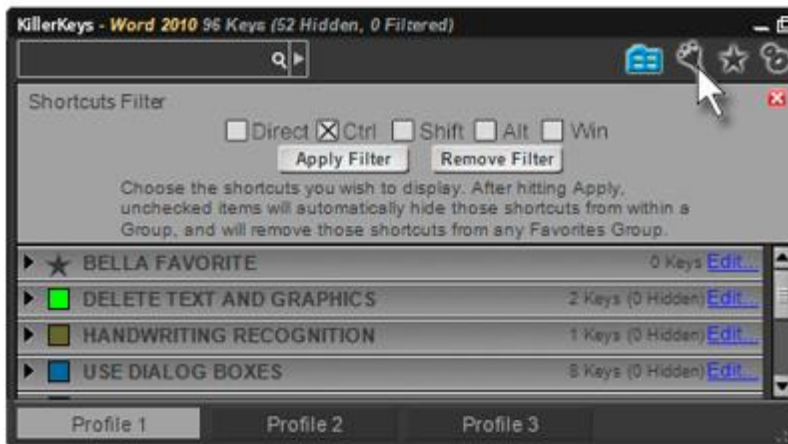 KillerKeys - Word 2010 96 Keys (52 Hidden, 0 Filtered)
Shortcuts Filter
Direct Ctrl Shift Alt Win
Apply Filter Remove Filter
Choose the shortcuts you wish to display. After hitting Apply,
unchecked items will automatically hide those shortcuts from within a
Group, and will remove those shortcuts from any Favorites Group.
BELLA FAVORITE 0 Keys Edit...
DELETE TEXT AND GRAPHICS 2 Keys (0 Hidden) Edit...
HANDWRITING RECOGNITION 1 Keys (0 Hidden) Edit...
USE DIALOG BOXES 8 Keys (0 Hidden) Edit...
Profile 1 Profile 2 Profile 3